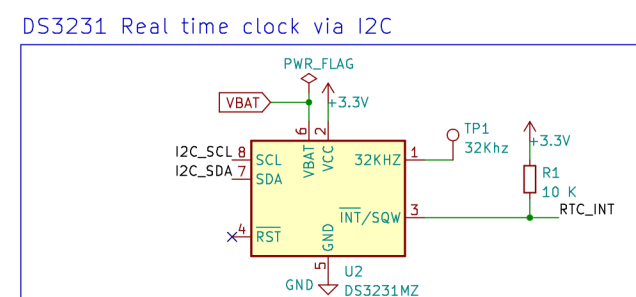 DS3231 Real time clock via I2C
PWR_FLAG
VBAT
+3.3V
6
2
TP1
32Khz
+3.3V
I2C_SCL 8 SCL
VBAT
VCC
32KHZ 1
I2C_SDA 7 SDA
R1
10 K
INT/SQW 3
RTC_INT
4 RST
GND
5
U2
GND
DS3231MZ